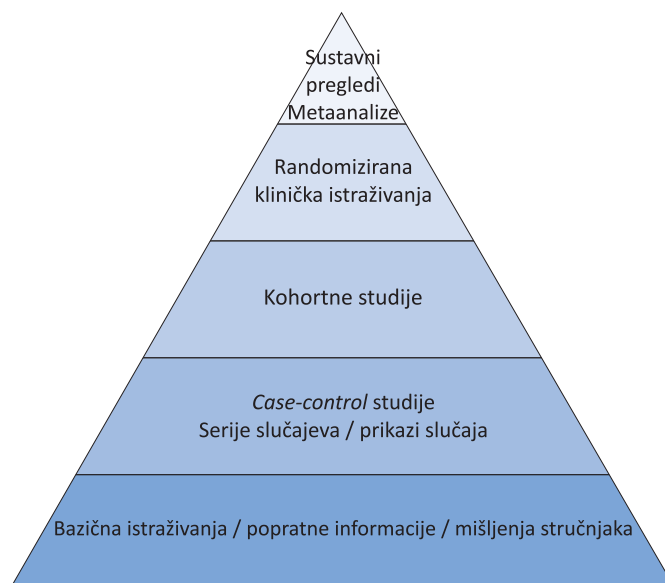 Sustavni
pregledi
Metaanalize
Randomizirana
klinička istraživanja
Kohortne studije
Case-control studije
Serije slučajeva / prikazi slučaja
Bazična istraživanja / popratne informacije / mišljenja stručnjaka